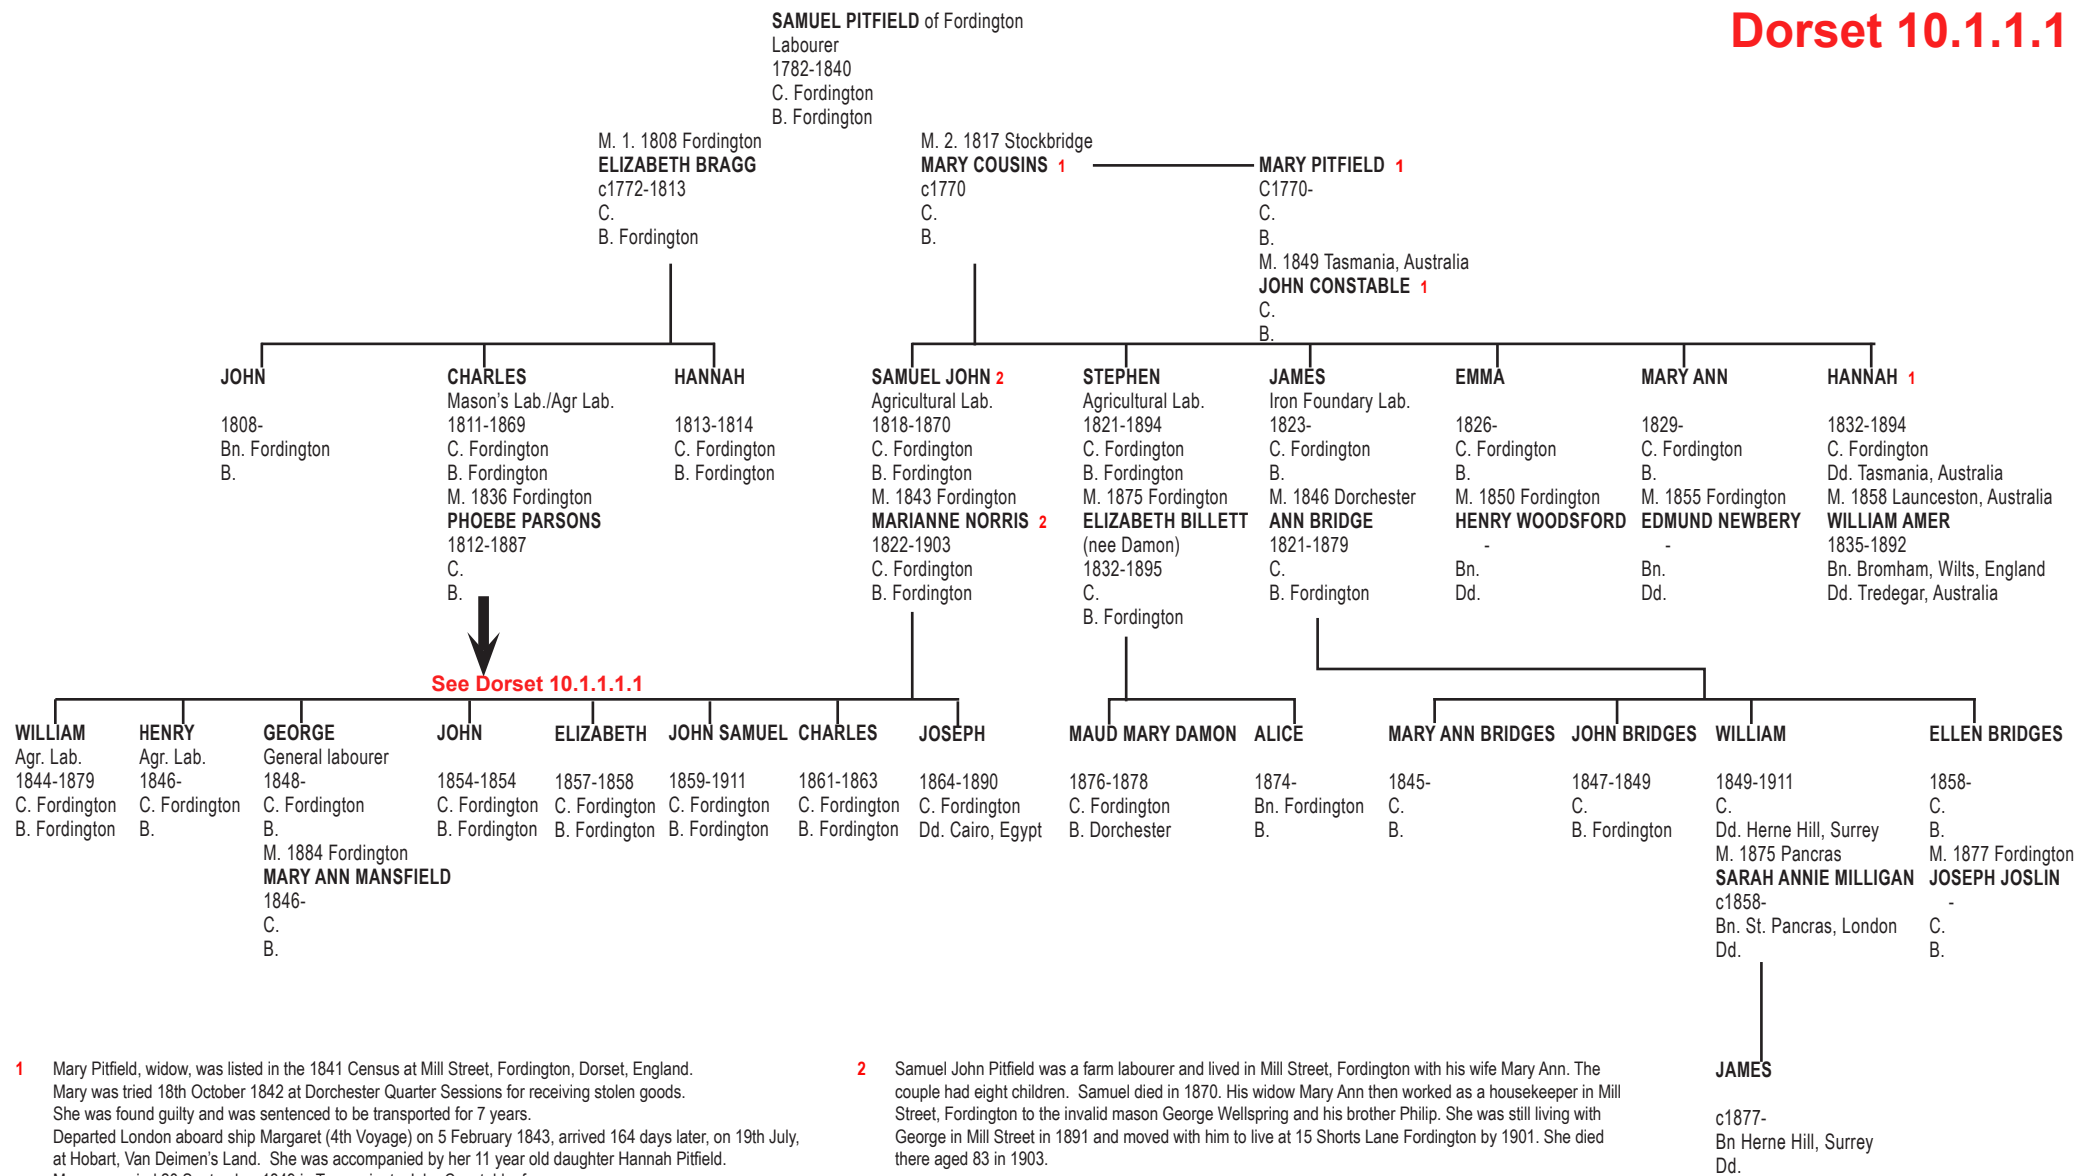 Dorset 10.1.1.1
SAMUEL PITFIELD of Fordington
Labourer
1782-1840
C. Fordington
B. Fordington
M. 1. 1808 Fordington
ELIZABETH BRAGG
c1772-1813
C.
B. Fordington
M. 2. 1817 Stockbridge
MARY COUSINS 1
c1770
C.
B.
MARY PITFIELD 1
C1770-
C.
B.
M. 1849 Tasmania, Australia
JOHN CONSTABLE 1
C.
B.
JOHN
1808-
Bn. Fordington
B.
CHARLES
Mason's Lab./Agr Lab.
1811-1869
C. Fordington
B. Fordington
M. 1836 Fordington
PHOEBE PARSONS
1812-1887
C.
B.
See Dorset 10.1.1.1.1
HANNAH
1813-1814
C. Fordington
B. Fordington
SAMUEL JOHN 2
Agricultural Lab.
1818-1870
C. Fordington
B. Fordington
M. 1843 Fordington
MARIANNE NORRIS 2
1822-1903
C. Fordington
B. Fordington
STEPHEN
Agricultural Lab.
1821-1894
C. Fordington
B. Fordington
M. 1875 Fordington
ELIZABETH BILLETT
(nee Damon)
1832-1895
C.
B. Fordington
JAMES
Iron Foundary Lab.
1823-
C. Fordington
B.
M. 1846 Dorchester
ANN BRIDGE
1821-1879
C.
B. Fordington
EMMA
1826-
C. Fordington
B.
M. 1850 Fordington
HENRY WOODSFORD
-
Bn.
Dd.
MARY ANN
1829-
C. Fordington
B.
M. 1855 Fordington
EDMUND NEWBERY
-
Bn.
Dd.
HANNAH 1
1832-1894
C. Fordington
Dd. Tasmania, Australia
M. 1858 Launceston, Australia
WILLIAM AMER
1835-1892
Bn. Bromham, Wilts, England
Dd. Tredegar, Australia
WILLIAM
Agr. Lab.
1844-1879
C. Fordington
B. Fordington
HENRY
Agr. Lab.
1846-
C. Fordington
B.
GEORGE
General labourer
1848-
C. Fordington
B.
M. 1884 Fordington
MARY ANN MANSFIELD
1846-
C.
B.
JOHN
1854-1854
C. Fordington
B. Fordington
ELIZABETH
1857-1858
C. Fordington
B. Fordington
JOHN SAMUEL
1859-1911
C. Fordington
B. Fordington
CHARLES
1861-1863
C. Fordington
B. Fordington
JOSEPH
1864-1890
C. Fordington
Dd. Cairo, Egypt
MAUD MARY DAMON
1876-1878
C. Fordington
B. Dorchester
ALICE
1874-
Bn. Fordington
B.
MARY ANN BRIDGES
1845-
C.
B.
JOHN BRIDGES
1847-1849
C.
B. Fordington
WILLIAM
1849-1911
C.
Dd. Herne Hill, Surrey
M. 1875 Pancras
SARAH ANNIE MILLIGAN
c1858-
Bn. St. Pancras, London
Dd.
ELLEN BRIDGES
1858-
C.
B.
M. 1877 Fordington
JOSEPH JOSLIN
-
C.
B.
JAMES
c1877-
Bn Herne Hill, Surrey
Dd.
1 Mary Pitfield, widow, was listed in the 1841 Census at Mill Street, Fordington, Dorset, England.
Mary was tried 18th October 1842 at Dorchester Quarter Sessions for receiving stolen goods.
She was found guilty and was sentenced to be transported for 7 years.
Departed London aboard ship Margaret (4th Voyage) on 5 February 1843, arrived 164 days later, on 19th July,
at Hobart, Van Deimen's Land. She was accompanied by her 11 year old daughter Hannah Pitfield.
2 Samuel John Pitfield was a farm labourer and lived in Mill Street, Fordington with his wife Mary Ann. The
couple had eight children. Samuel died in 1870. His widow Mary Ann then worked as a housekeeper in Mill
Street, Fordington to the invalid mason George Wellspring and his brother Philip. She was still living with
George in Mill Street in 1891 and moved with him to live at 15 Shorts Lane Fordington by 1901. She died
there aged 83 in 1903.